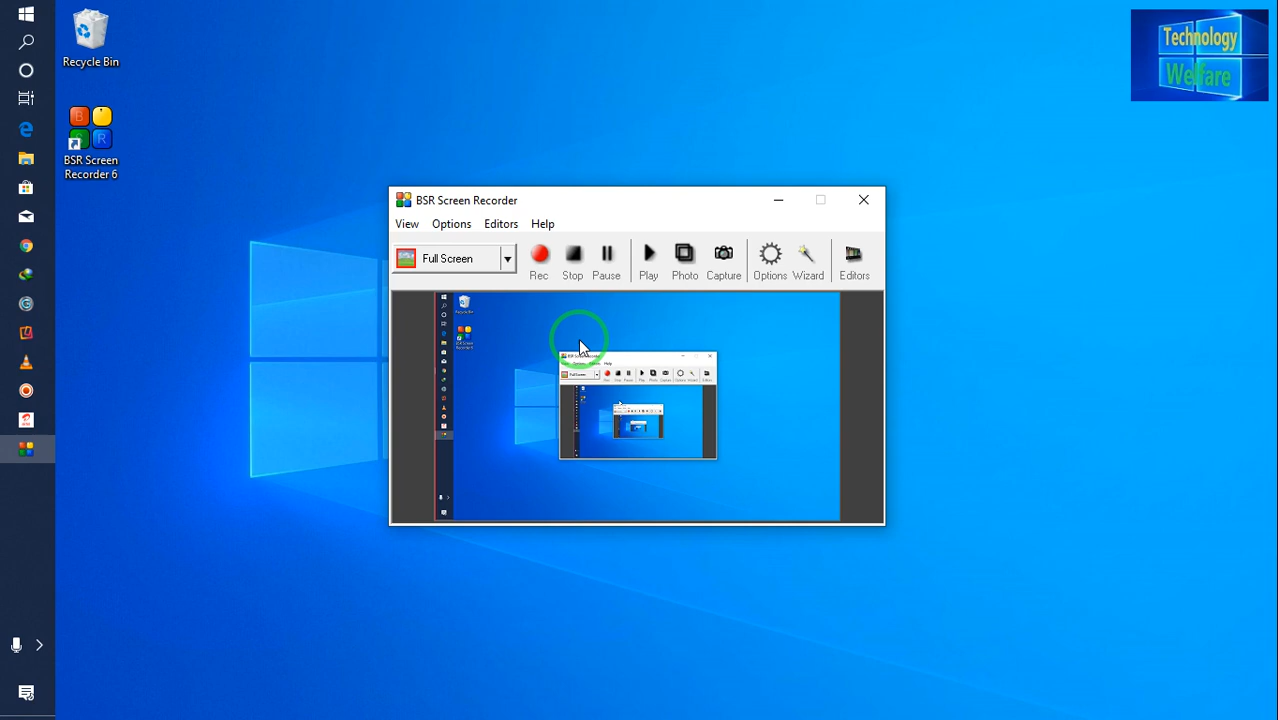 Recycle Bin
BSR Screen
Recorder 6
Technology
Welfare
BSR Screen Recorder
View Options Editors Help
Full Screen
Rec Stop Pause Play Photo Capture Options Wizard Editors